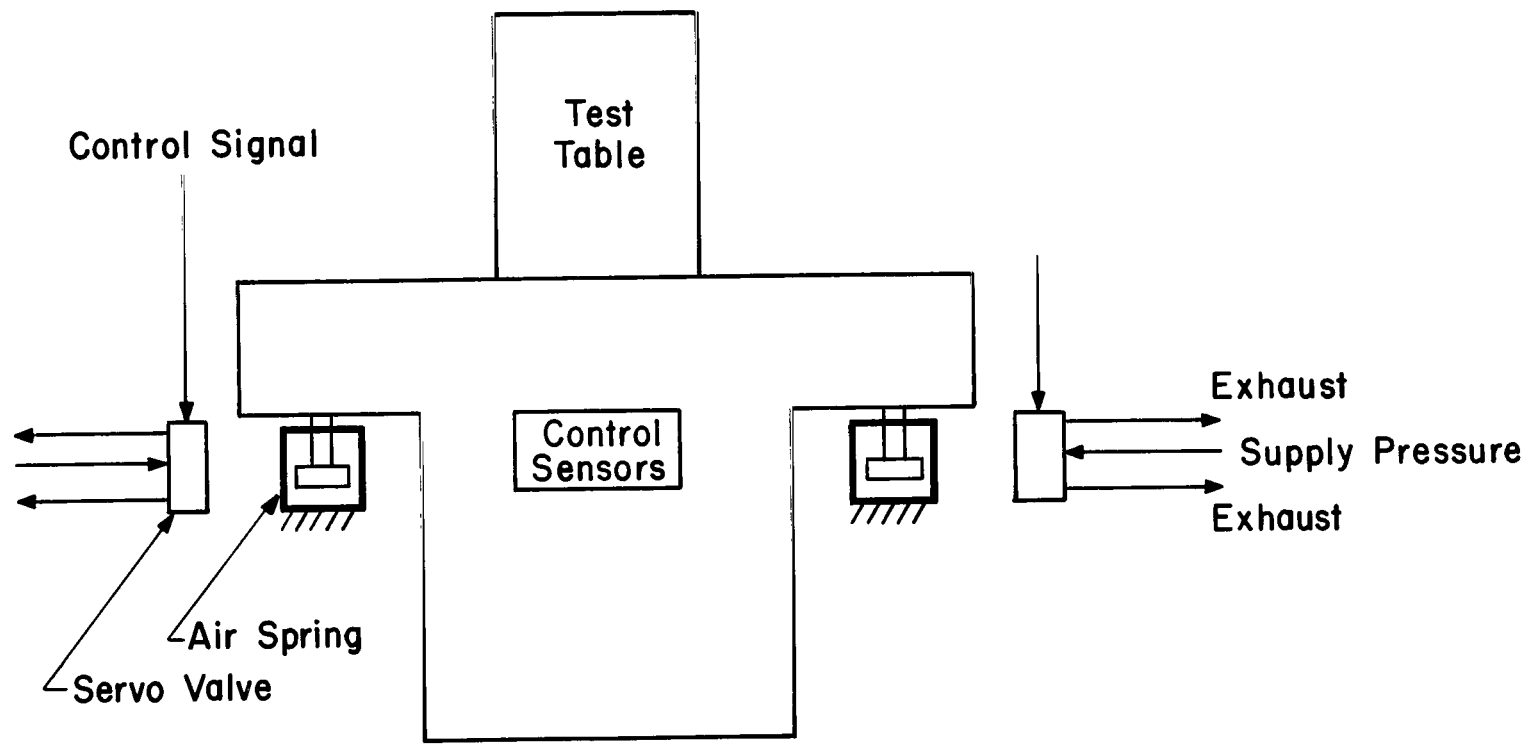 Test
Table
Control Signal
Exhaust
Control
Sensors
Supply Pressure
Exhaust
Air Spring
Servo Valve